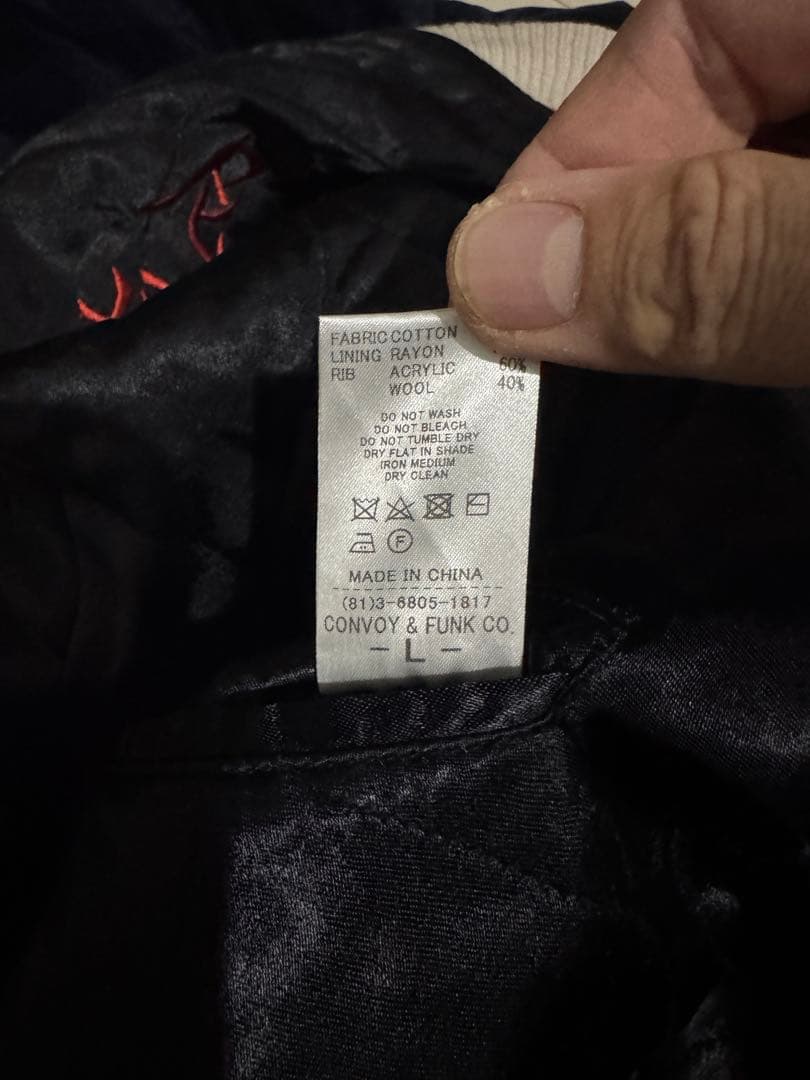 FABRIC COTTON
LINING RAYON
RIB ACRYLIC 60%
WOOL 40%
DO NOT WASH
DO NOT BLEACH
DO NOT TUMBLE DRY
DRY FLAT IN SHADE
IRON MEDIUM
DRY CLEAN
F
MADE IN CHINA
(81)3-6805-1817
CONVOY & FUNK CO.
- L -